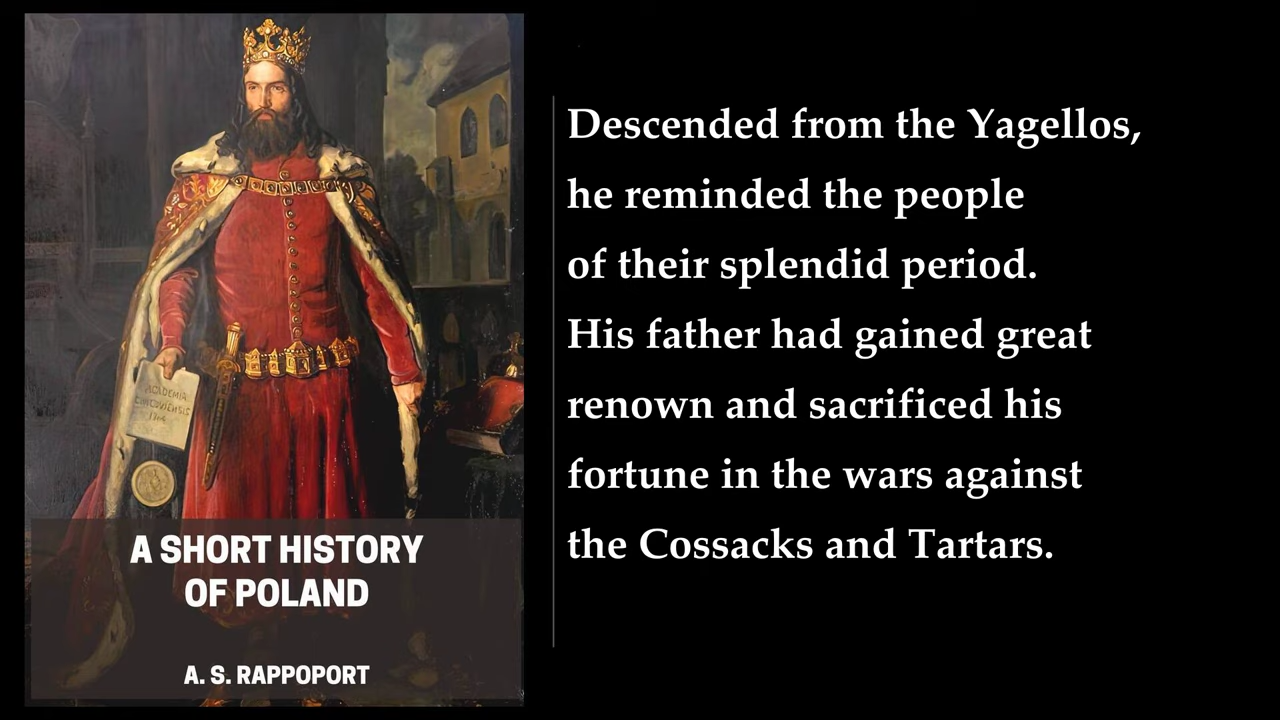 ACADEMIA
A SHORT HISTORY
OF POLAND
A. S. RAPPOPORT
Descended from the Yagellos,
he reminded the people
of their splendid period.
His father had gained great
renown and sacrificed his
fortune in the wars against
the Cossacks and Tartars.